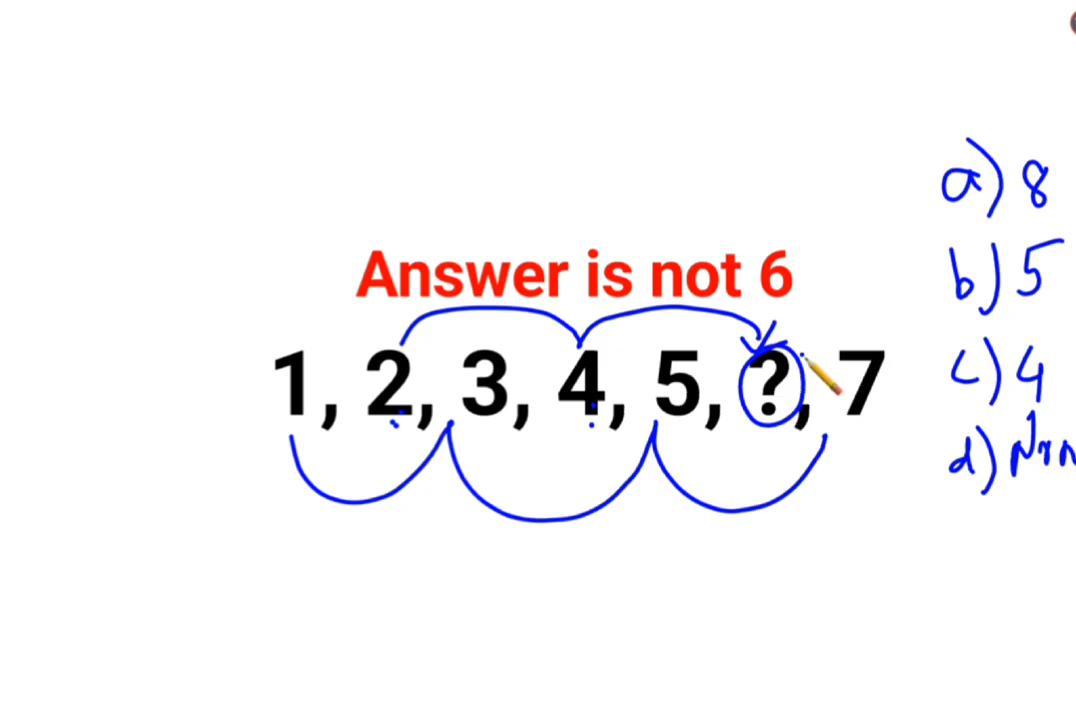 a) 8
Answer is not 6
b) 5
1, 2, 3, 4, 5, ?, 7
c) 4
d)